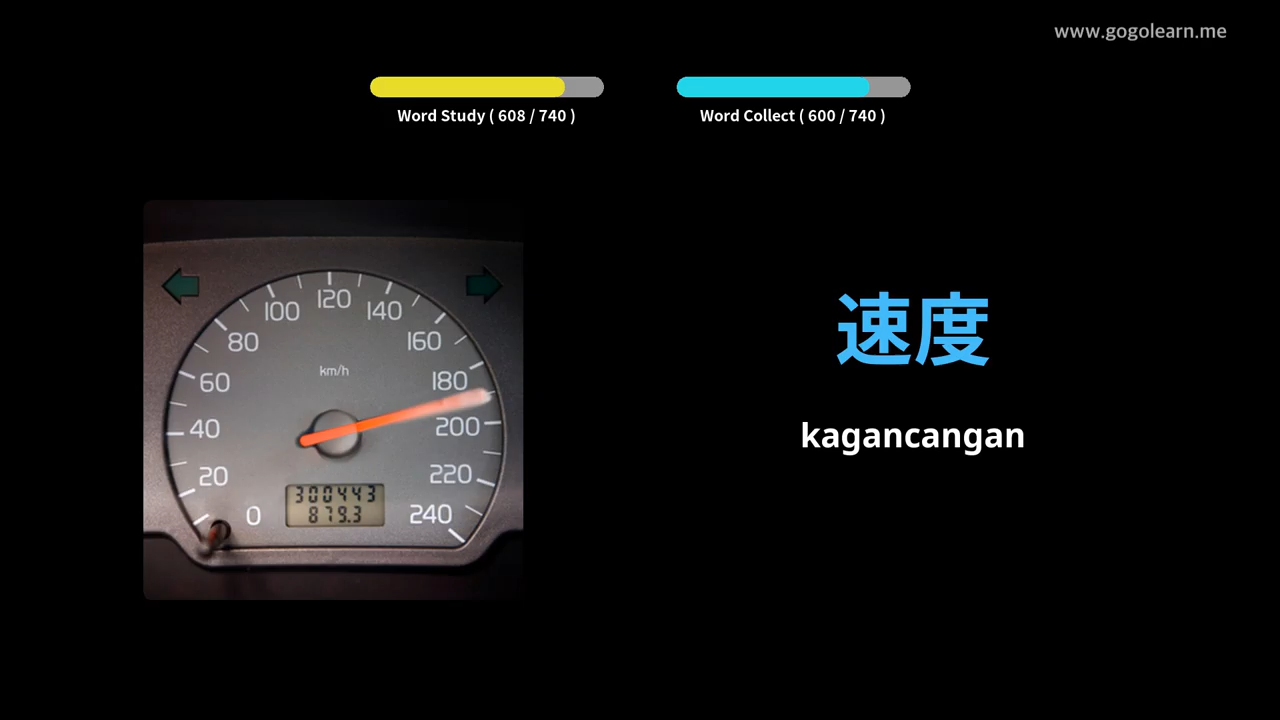 www.gogolearn.me
Word Study ( 608 / 740 )
Word Collect ( 600 / 740 )
120
100
140
80
160
km/h
60
180
40
200
20
220
300443
0
240
879.3
速度
kagancangan